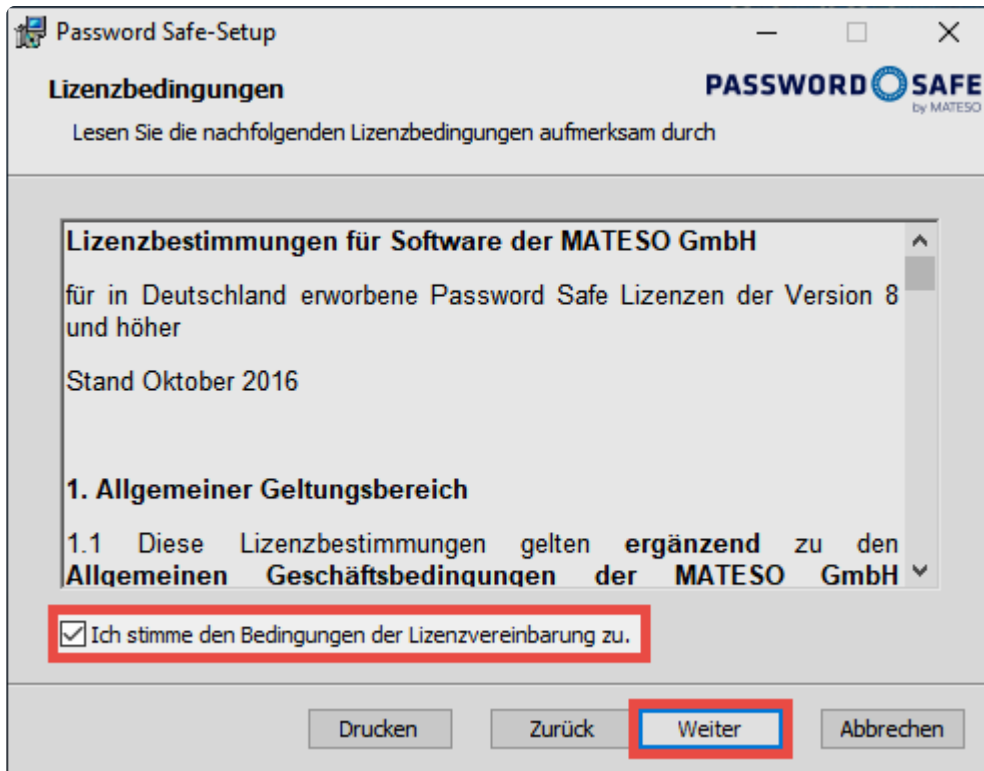 Password Safe-Setup
Lizenzbedingungen
PASSWORD SAFE
by MATESO
Lesen Sie die nachfolgenden Lizenzbedingungen aufmerksam durch
Lizenzbestimmungen für Software der MATESO GmbH
für in Deutschland erworbene Password Safe Lizenzen der Version 8
und höher
Stand Oktober 2016
1. Allgemeiner Geltungsbereich
1.1 Diese Lizenzbestimmungen gelten ergänzend zu den
Allgemeinen Geschäftsbedingungen der MATESO GmbH
Ich stimme den Bedingungen der Lizenzvereinbarung zu.
Drucken Zurück Weiter Abbrechen